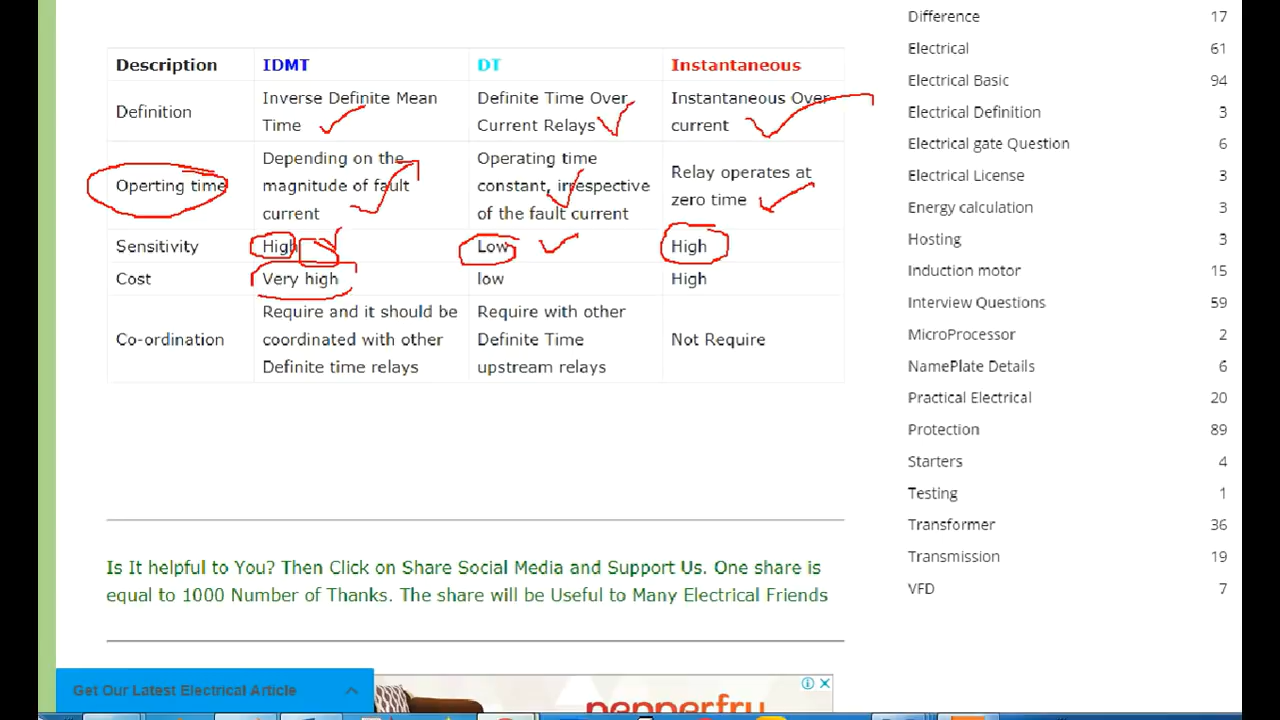 Description IDMT DT Instantaneous
Definition
Inverse Definite Mean
Time
Definite Time Over
Current Relays
Instantaneous Over
current
Operting time
Depending on the
magnitude of fault
current
Operating time
constant, irrespective
of the fault current
Relay operates at
zero time
Sensitivity High Low High
Cost Very high low High
Co-ordination
Require and it should be
coordinated with other
Definite time relays
Require with other
Definite Time
upstream relays
Not Require
Is It helpful to You? Then Click on Share Social Media and Support Us. One share is
equal to 1000 Number of Thanks. The share will be Useful to Many Electrical Friends
Get Our Latest Electrical Article
pepperfry
Difference 17
Electrical 61
Electrical Basic 94
Electrical Definition 3
Electrical gate Question 6
Electrical License 3
Energy calculation 3
Hosting 3
Induction motor 15
Interview Questions 59
MicroProcessor 2
NamePlate Details 6
Practical Electrical 20
Protection 89
Starters 4
Testing 1
Transformer 36
Transmission 19
VFD 7